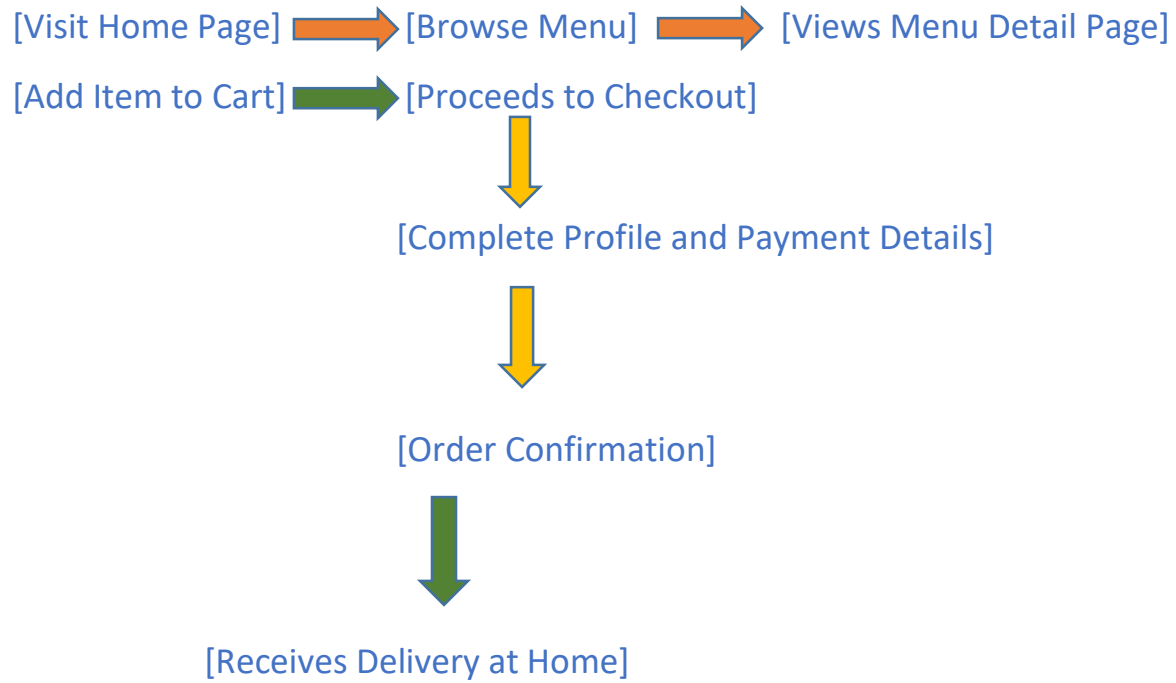 [Visit Home Page] [Browse Menu] [Views Menu Detail Page]
[Add Item to Cart] [Proceeds to Checkout]
[Complete Profile and Payment Details]
[Order Confirmation]
[Receives Delivery at Home]